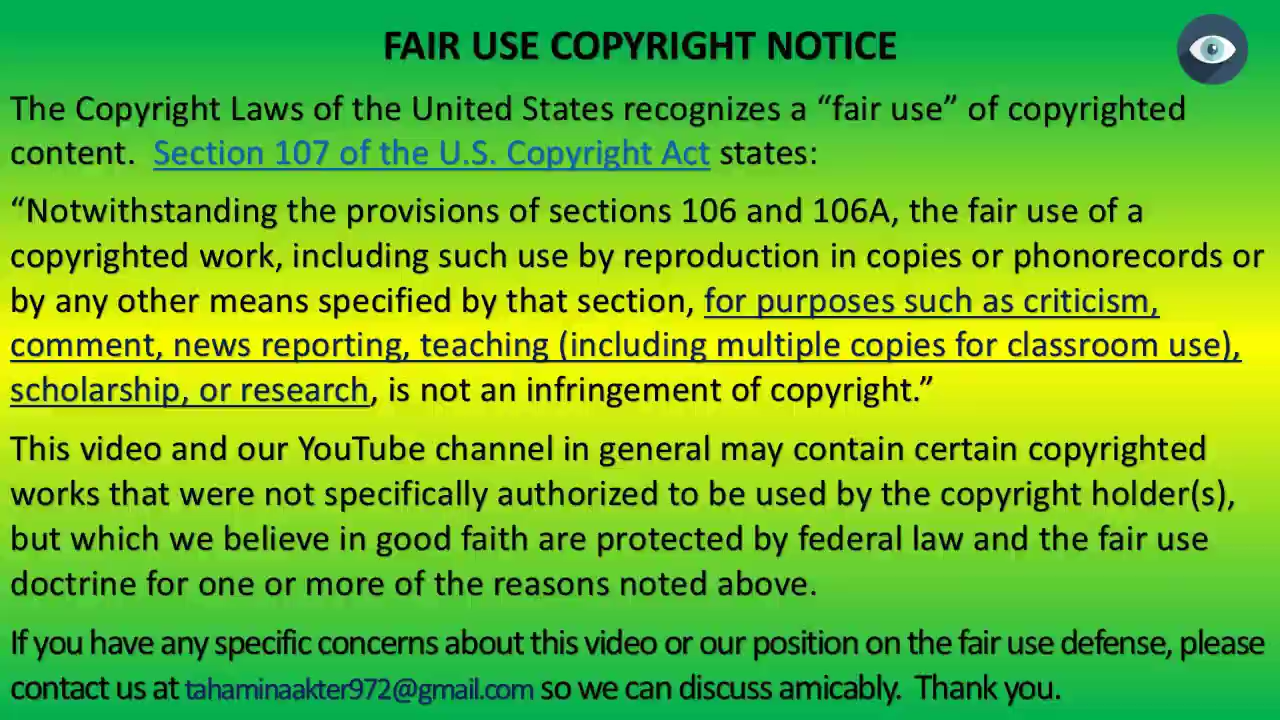 FAIR USE COPYRIGHT NOTICE
The Copyright Laws of the United States recognizes a “fair use” of copyrighted
content.  Section 107 of the U.S. Copyright Act states:
“Notwithstanding the provisions of sections 106 and 106A, the fair use of a
copyrighted work, including such use by reproduction in copies or phonorecords or
by any other means specified by that section, for purposes such as criticism,
comment, news reporting, teaching (including multiple copies for classroom use),
scholarship, or research, is not an infringement of copyright.”
This video and our YouTube channel in general may contain certain copyrighted
works that were not specifically authorized to be used by the copyright holder(s),
but which we believe in good faith are protected by federal law and the fair use
doctrine for one or more of the reasons noted above.
If you have any specific concerns about this video or our position on the fair use defense, please
contact us at tahaminaakter972@gmail.com so we can discuss amicably.  Thank you.